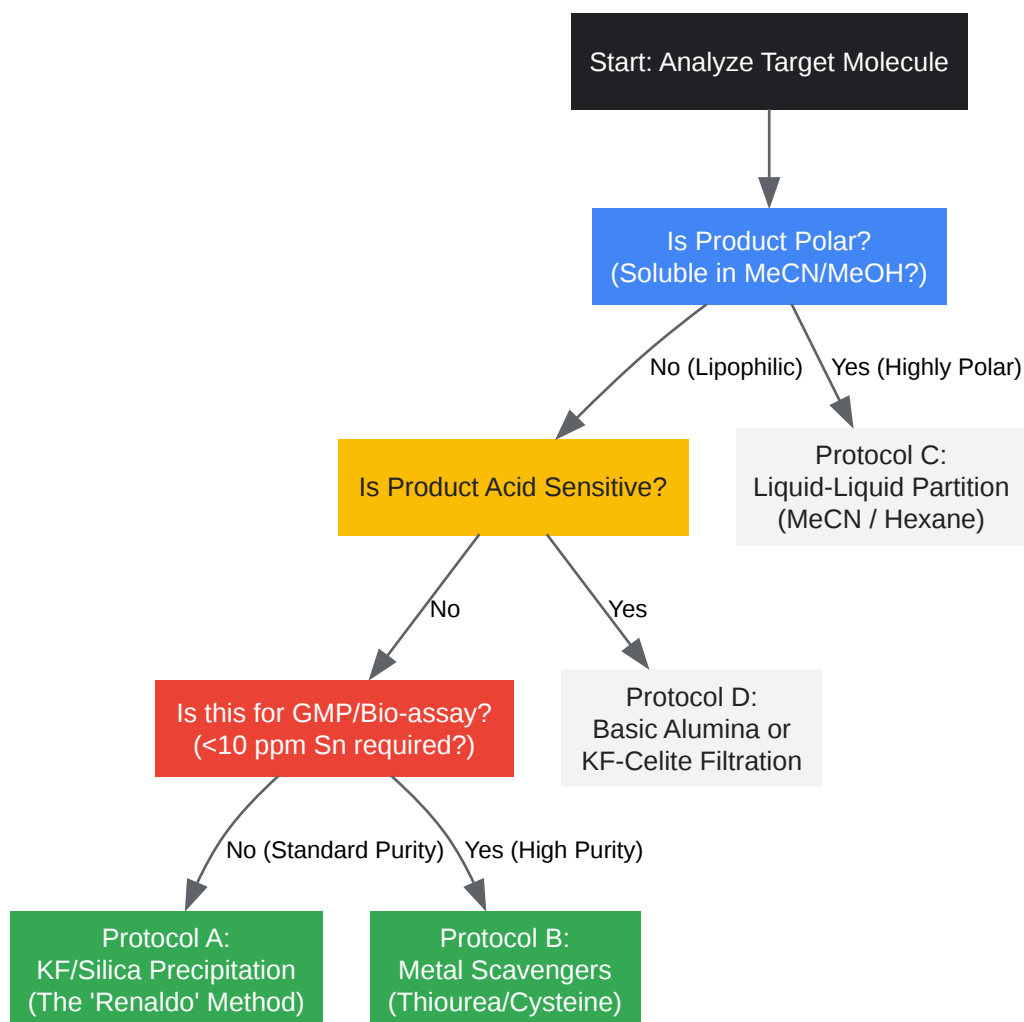 Start: Analyze Target Molecule
Is Product Polar?
(Soluble in MeCN/MeOH?)
No (Lipophilic)
Yes (Highly Polar)
Is Product Acid Sensitive?
Protocol C:
Liquid-Liquid Partition
(MeCN / Hexane)
No
Yes
Is this for GMP/Bio-assay?
(<10 ppm Sn required?)
Protocol D:
Basic Alumina or
KF-Celite Filtration
No (Standard Purity)
Yes (High Purity)
Protocol A:
KF/Silica Precipitation
(The 'Renaldo' Method)
Protocol B:
Metal Scavengers
(Thiourea/Cysteine)